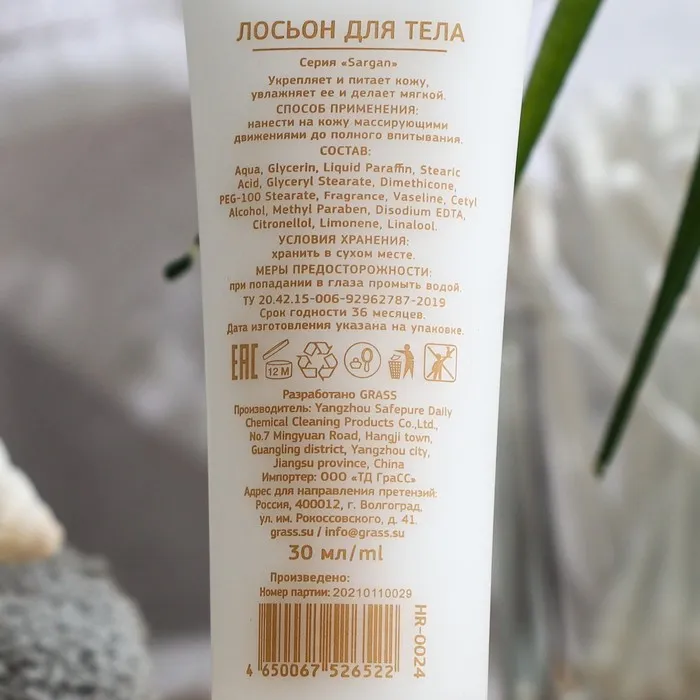 ЛОСЬОН ДЛЯ ТЕЛА
Серия «Sargan»
Укрепляет и питает кожу,
увлажняет ее и делает мягкой.
СПОСОБ ПРИМЕНЕНИЯ:
нанести на кожу массирующими
движениями до полного впитывания.
СОСТАВ:
Aqua, Glycerin, Liquid Paraffin, Stearic
Acid, Glyceryl Stearate, Dimethicone,
PEG-100 Stearate, Fragrance, Vaseline, Cetyl
Alcohol, Methyl Paraben, Disodium EDTA,
Citronellol, Limonene, Linalool.
УСЛОВИЯ ХРАНЕНИЯ:
хранить в сухом месте.
МЕРЫ ПРЕДОСТОРОЖНОСТИ:
при попадании в глаза промыть водой.
ТУ 20.42.15-006-92962787-2019
Срок годности 36 месяцев.
Дата изготовления указана на упаковке.
EAC 12 M
Разработано GRASS
Производитель: Yangzhou Safepure Daily
Chemical Cleaning Products Co.,Ltd.,
No.7 Mingyuan Road, Hangji town,
Guangling district, Yangzhou city,
Jiangsu province, China
Импортер: ООО «ТД ГраСС»
Адрес для направления претензий:
Россия, 400012, г. Волгоград,
ул. им. Рокоссовского, д. 41.
grass.su / info@grass.su
30 мл/ml
Произведено:
Номер партии: 20210110029
4 650067 526522
HR-0024